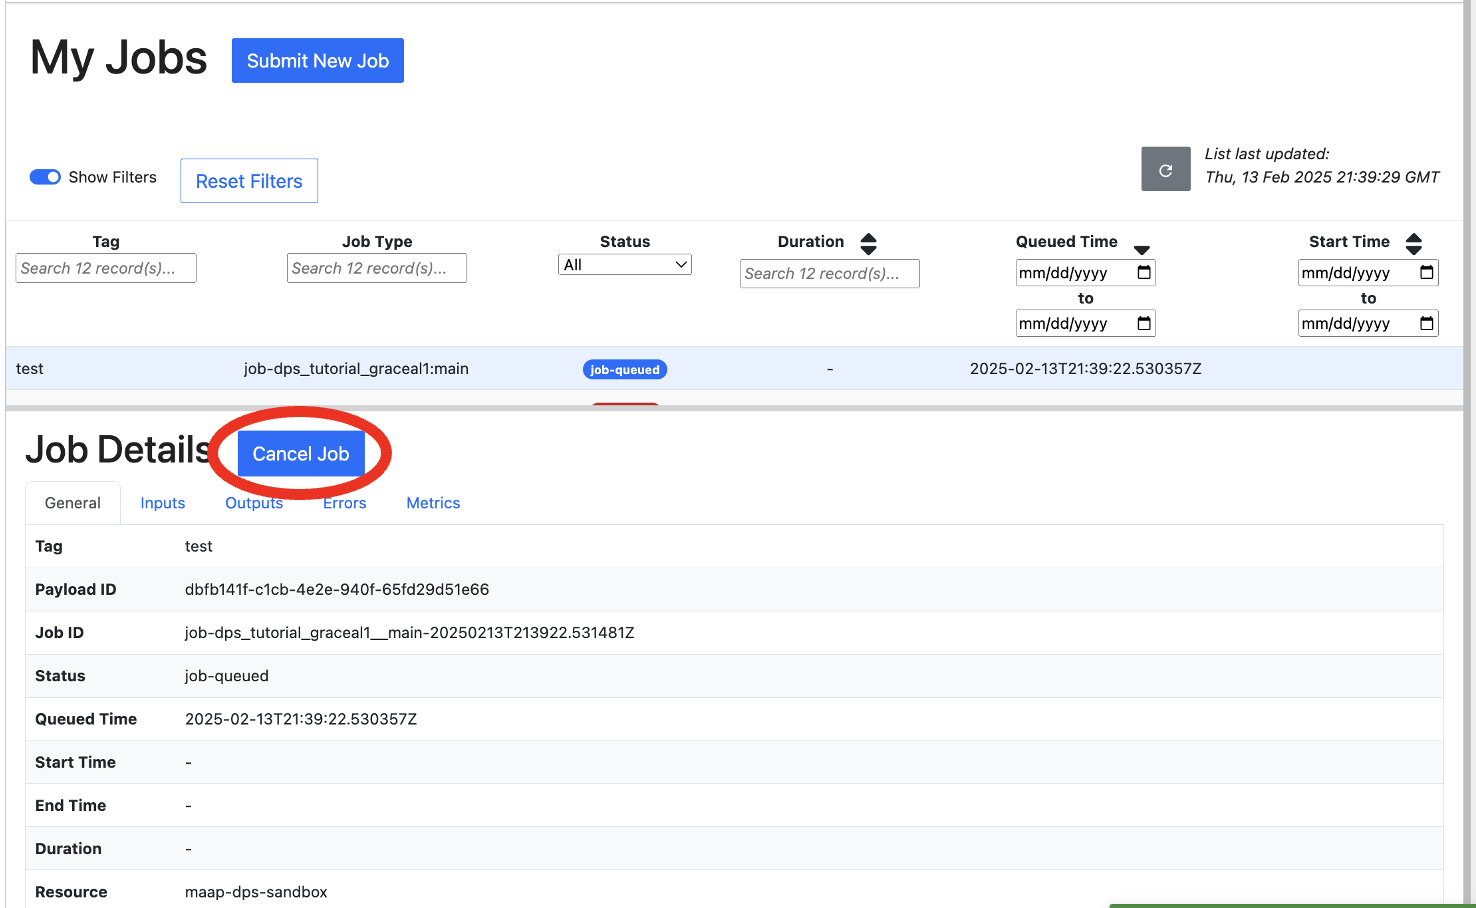 My Jobs
Submit New Job
Show Filters
Reset Filters
List last updated:
Thu, 13 Feb 2025 21:39:29 GMT
Tag Job Type Status Duration Queued Time Start Time
Search 12 record(s)... Search 12 record(s)... All Search 12 record(s)... mm/dd/yyyy mm/dd/yyyy
to to
mm/dd/yyyy mm/dd/yyyy
test job-dps_tutorial_graceal1:main job-queued - 2025-02-13T21:39:22.530357Z
Job Details Cancel Job
General Inputs Outputs Errors Metrics
Tag test
Payload ID dbfb141f-c1cb-4e2e-940f-65fd29d51e66
Job ID job-dps_tutorial_graceal1__main-20250213T213922.531481Z
Status job-queued
Queued Time 2025-02-13T21:39:22.530357Z
Start Time -
End Time -
Duration -
Resource maap-dps-sandbox